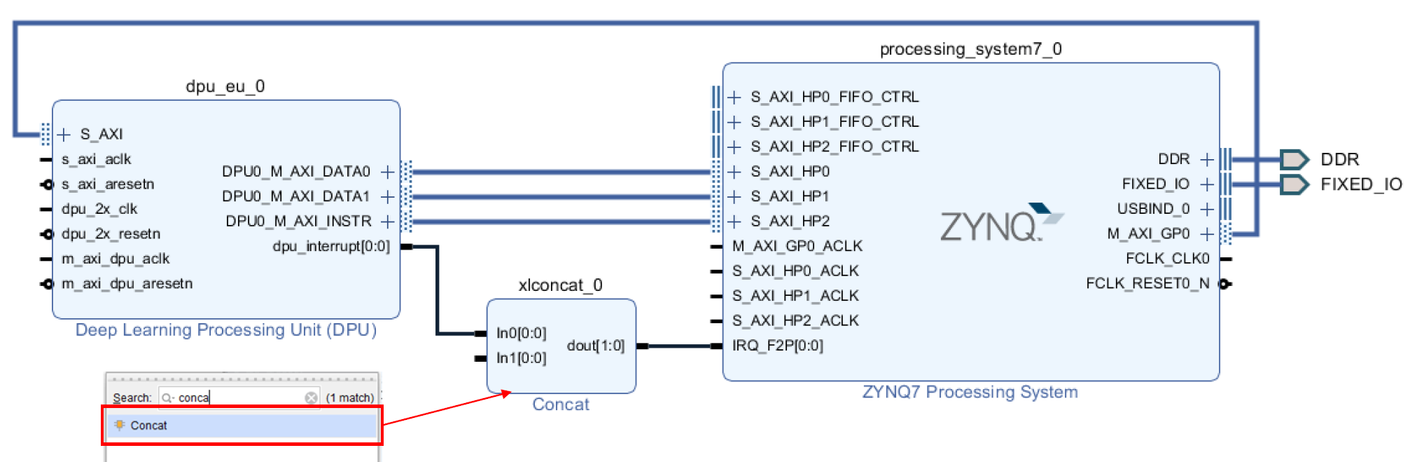 dpu_eu_0
S_AXI
s_axi_aclk
s_axi_aresetn
dpu_2x_clk
dpu_2x_resetn
m_axi_dpu_aclk
m_axi_dpu_aresetn
DPU0_M_AXI_DATA0
DPU0_M_AXI_DATA1
DPU0_M_AXI_INSTR
dpu_interrupt[0:0]
Deep Learning Processing Unit (DPU)
xlconcat_0
In0[0:0]
In1[0:0]
dout[1:0]
Concat
Search: conca (1 match)
Concat
processing_system7_0
S_AXI_HP0_FIFO_CTRL
S_AXI_HP1_FIFO_CTRL
S_AXI_HP2_FIFO_CTRL
S_AXI_HP0
S_AXI_HP1
S_AXI_HP2
M_AXI_GP0_ACLK
S_AXI_HP0_ACLK
S_AXI_HP1_ACLK
S_AXI_HP2_ACLK
IRQ_F2P[0:0]
ZYNQ
DDR
FIXED_IO
USBIND_0
M_AXI_GP0
FCLK_CLK0
FCLK_RESET0_N
ZYNQ7 Processing System
DDR
FIXED_IO